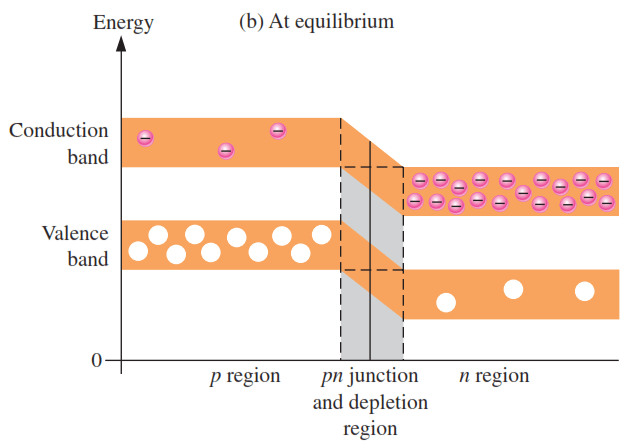 Energy
(b) At equilibrium
Conduction
band
Valence
band
0
p region
pn junction
and depletion
region
n region